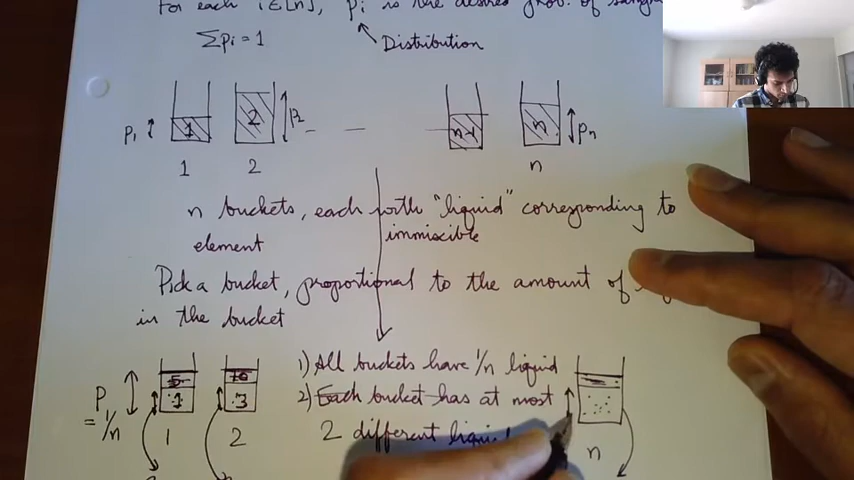 For each i∈[n], pi is the desired prob. of
∑pi = 1
Distribution
p1 1 2 p2 n-1 n pn
1 2 n
n buckets, each with "liquid" corresponding to
element immiscible
Pick a bucket, proportional to the amount of
in the bucket
1) All buckets have 1/n liquid
2) Each bucket has at most
2 different
P
= 1/n
5 1 10 3
1 2 n